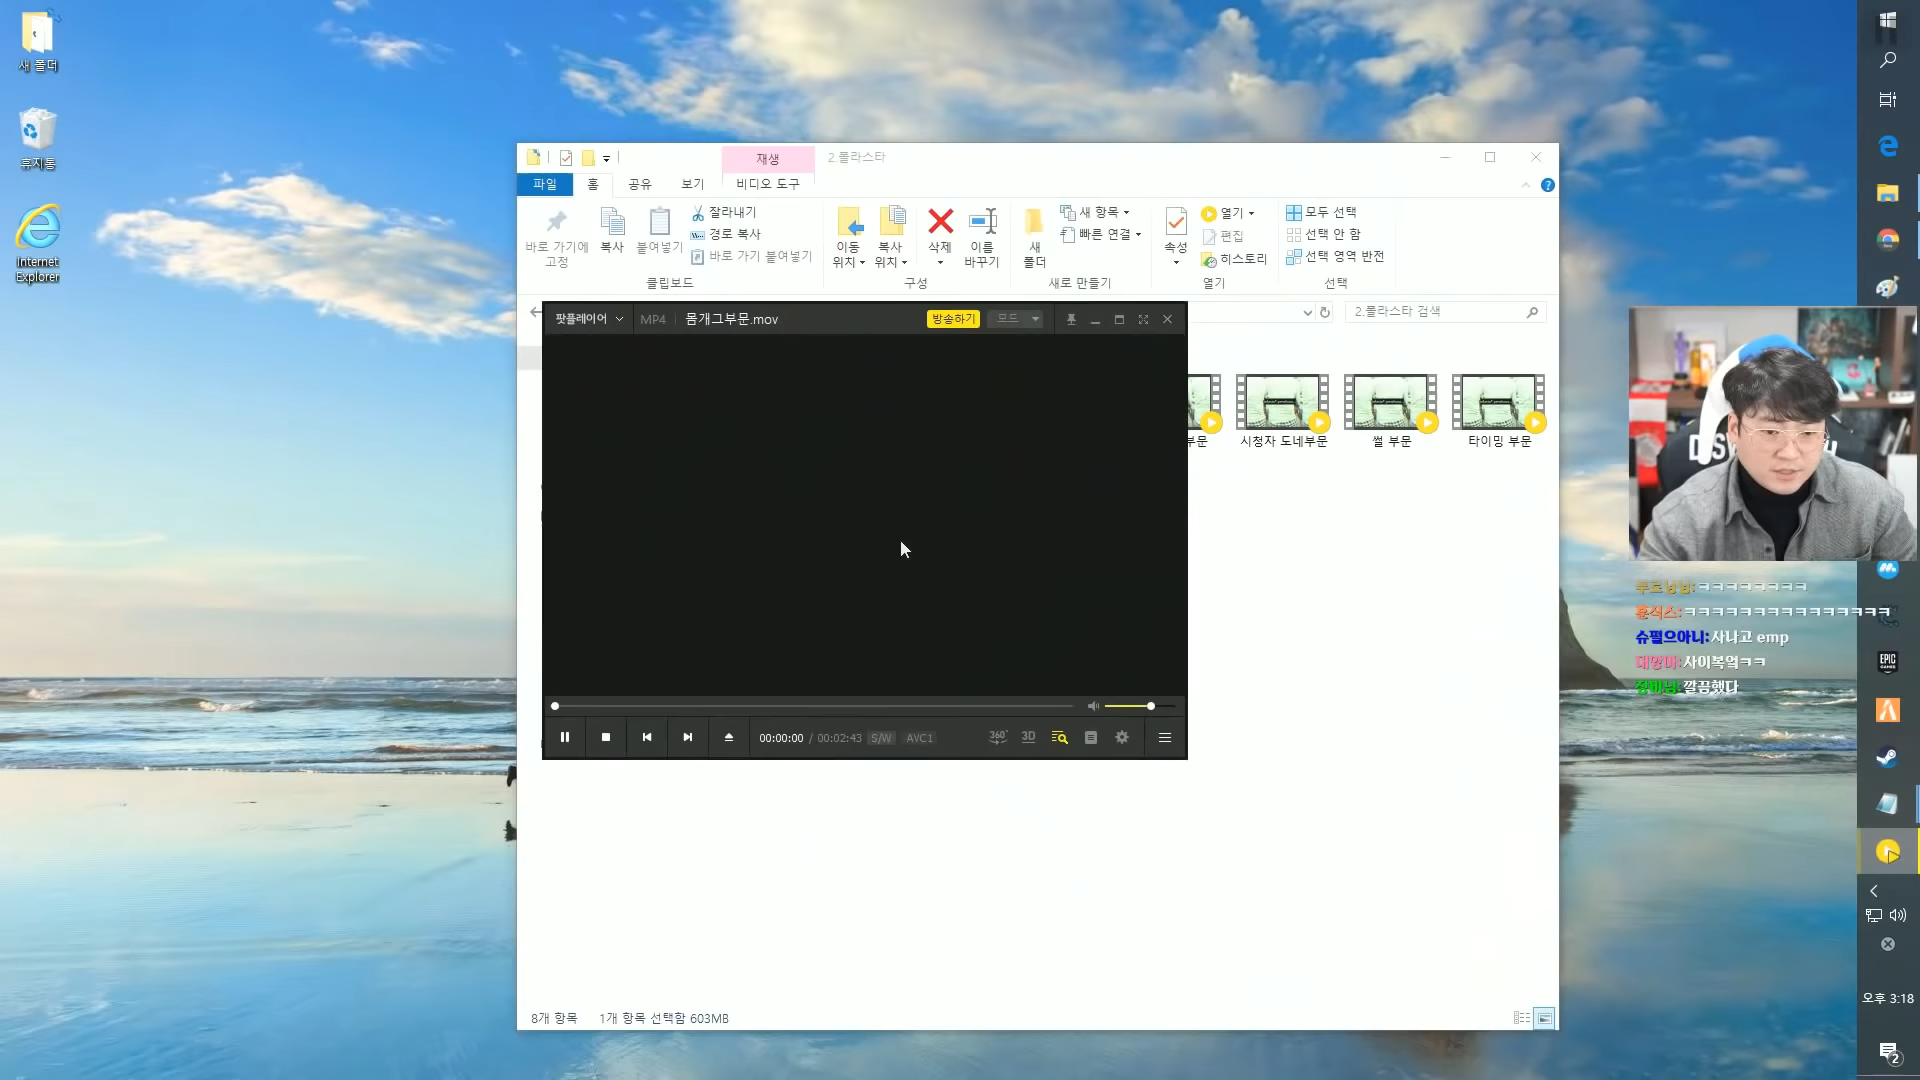 새 폴더
휴지통
Internet
Explorer
재생
2.폴라스타
파일
홈
공유
보기
비디오 도구
바로 가기에
고정
복사
붙여넣기
잘라내기
경로 복사
바로 가기 붙여넣기
클립보드
이동
위치
복사
위치
삭제
이름
바꾸기
구성
새
폴더
새 항목
빠른 연결
새로 만들기
속성
열기
편집
히스토리
열기
모두 선택
선택 안 함
선택 영역 반전
선택
팟플레이어
MP4
몸개그부문.mov
방송하기
모드
2.폴라스타 검색
부문
시청자 도네부문
썰 부문
타이밍 부문
00:00:00 / 00:02:43 S/W AVC1
360°
3D
8개 항목
1개 항목 선택함 603MB
훈식스:ㅋㅋㅋㅋㅋㅋㅋㅋㅋㅋㅋㅋㅋㅋㅋ
슈펄으아니:사나고 emp
사이복엌ㅋㅋ
깔끔했다
EPIC
GAMES
오후 3:18
2